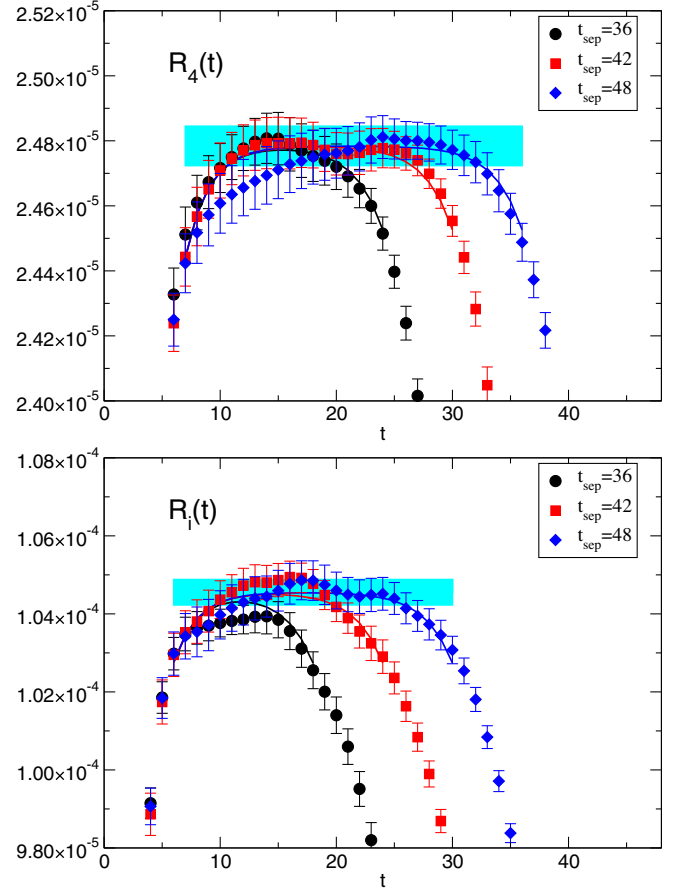 2.52×10⁻⁵
2.50×10⁻⁵
2.48×10⁻⁵
2.46×10⁻⁵
2.44×10⁻⁵
2.42×10⁻⁵
2.40×10⁻⁵
R₄(t)
t_sep=36
t_sep=42
t_sep=48
0 10 20 30 40
t
1.08×10⁻⁴
1.06×10⁻⁴
1.04×10⁻⁴
1.02×10⁻⁴
1.00×10⁻⁴
9.80×10⁻⁵
R_i(t)
t_sep=36
t_sep=42
t_sep=48
0 10 20 30 40
t